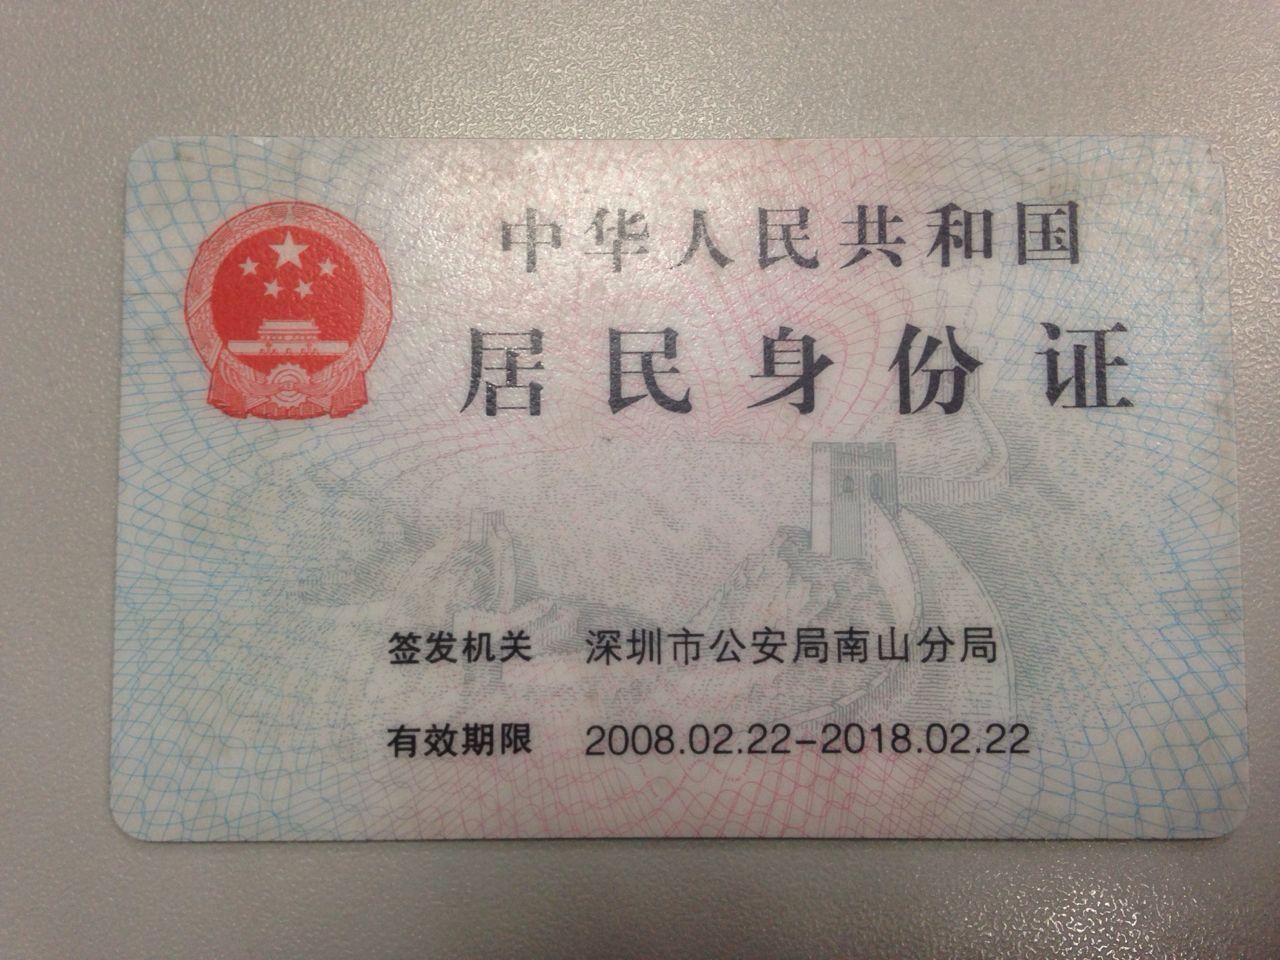 中华人民共和国
居民身份证
签发机关 深圳市公安局南山分局
有效期限 2008.02.22-2018.02.22